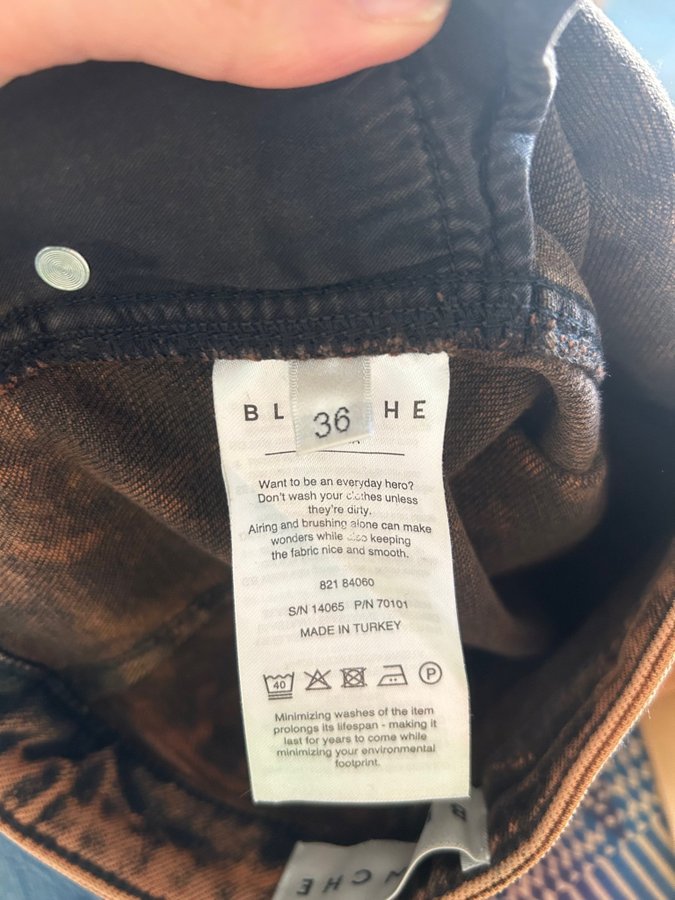 BL HE
36
Want to be an everyday hero?
Don't wash your clothes unless
they're dirty.
Airing and brushing alone can make
wonders while also keeping
the fabric nice and smooth.
821 84060
S/N 14065 P/N 70101
MADE IN TURKEY
40 P
Minimizing washes of the item
prolongs its lifespan - making it
last for years to come while
minimizing your environmental
footprint.
B
NCHE